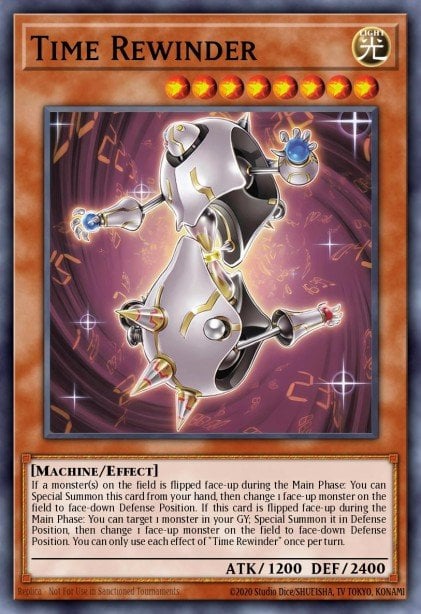 TIME REWINDER
LIGHT
光
[MACHINE/EFFECT]
If a monster(s) on the field is flipped face-up during the Main Phase: You can
Special Summon this card from your hand, then change 1 face-up monster on
the field to face-down Defense Position. If this card is flipped face-up during the
Main Phase: You can target 1 monster in your GY; Special Summon it in Defense
Position, then change 1 face-up monster on the field to face-down Defense
Position. You can only use each effect of "Time Rewinder" once per turn.
ATK/1200 DEF/2400
Replica - Not For Use in Sanctioned Tournaments
©2020 Studio Dice/SHUEISHA, TV TOKYO, KONAMI